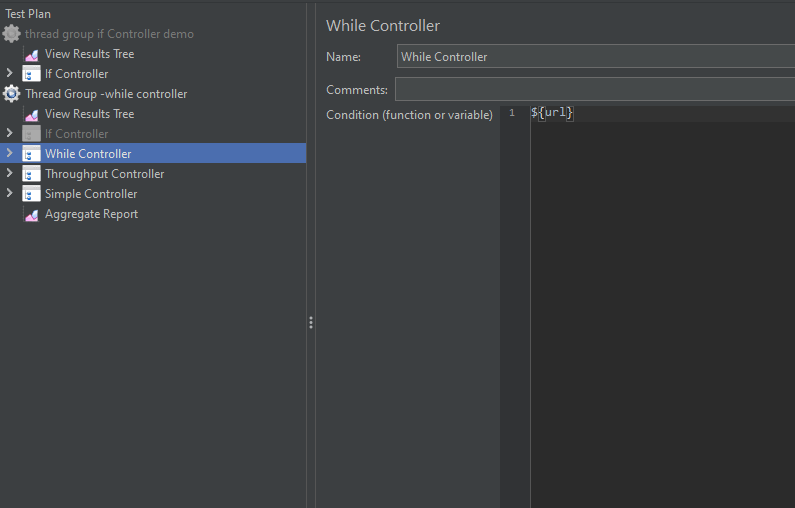 Test Plan
thread group if Controller demo
View Results Tree
If Controller
Thread Group -while controller
View Results Tree
If Controller
While Controller
Throughput Controller
Simple Controller
Aggregate Report
While Controller
Name: While Controller
Comments:
Condition (function or variable) 1 ${url}